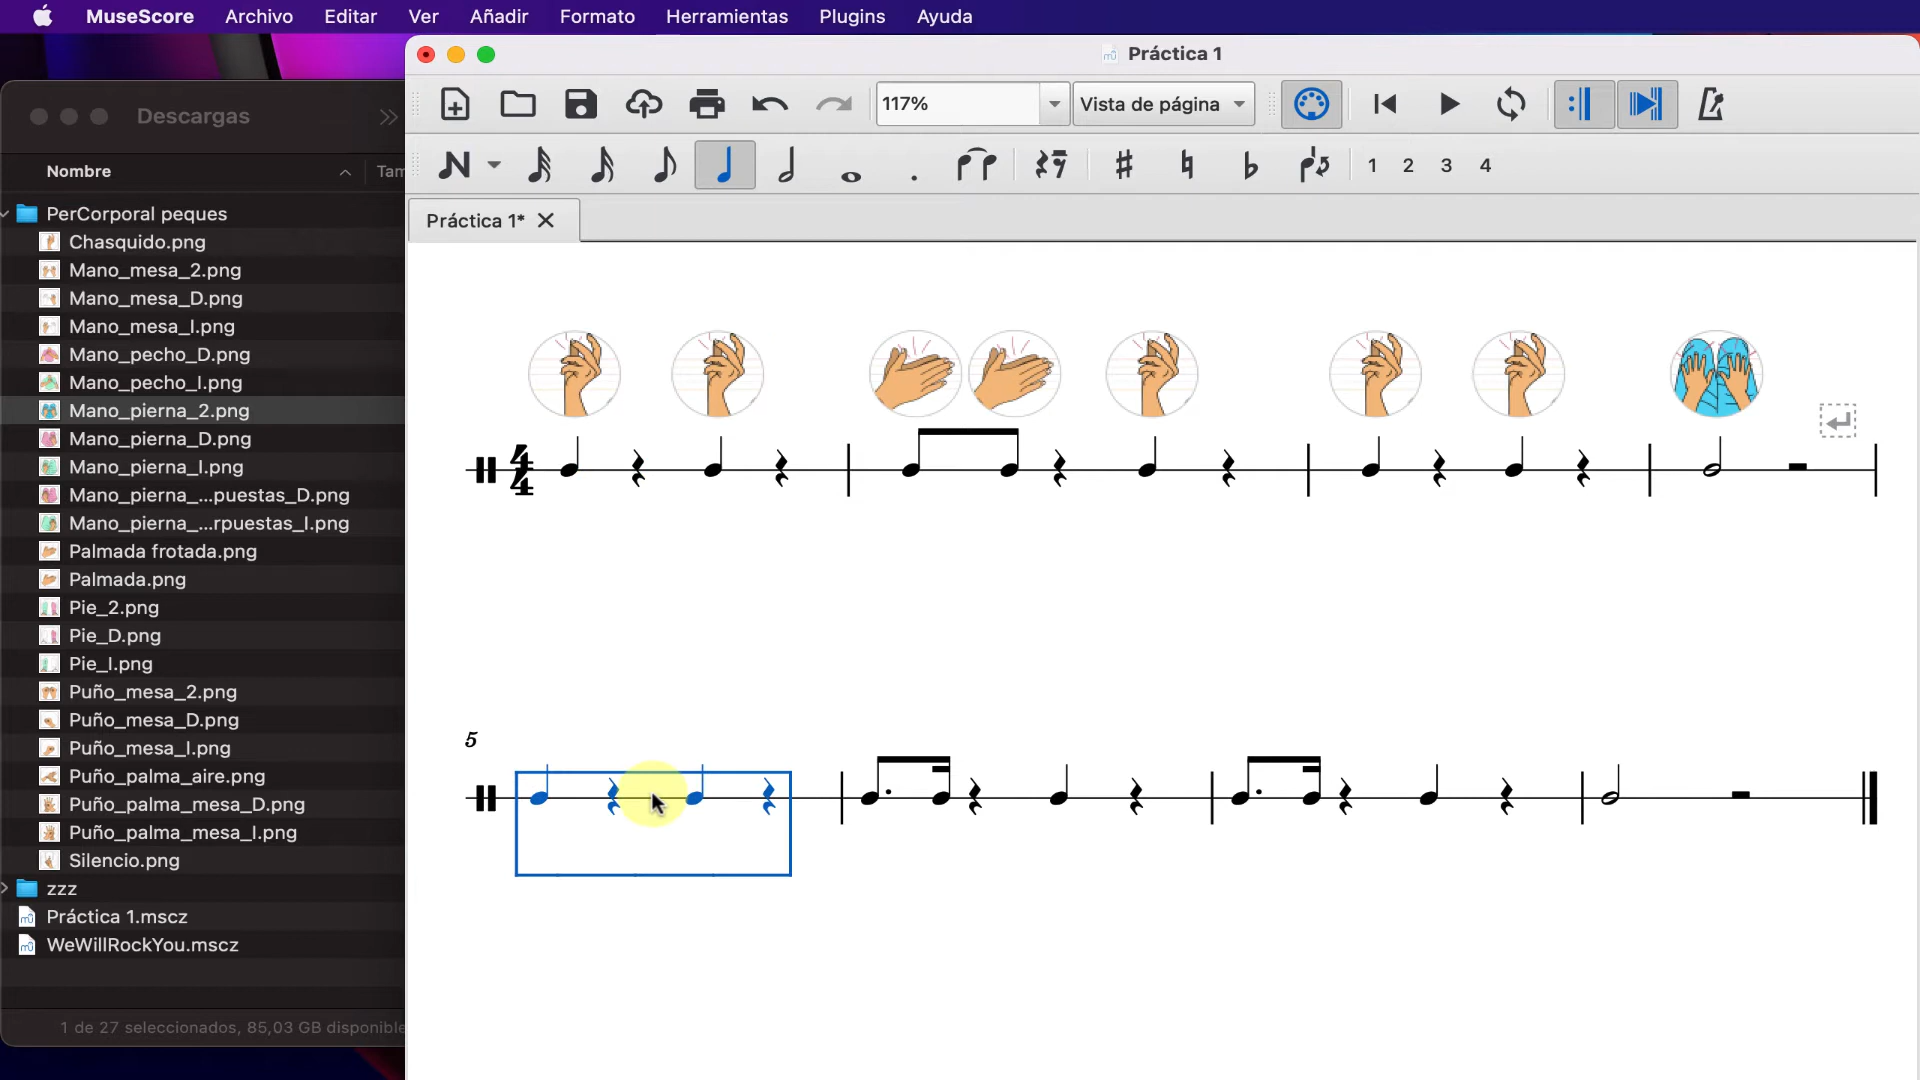 MuseScore Archivo Editar Ver Añadir Formato Herramientas Plugins Ayuda
Práctica 1
Descargas
117%
Vista de página
1 2 3 4
Nombre
Tam
Práctica 1*
PerCorporal peques
Chasquido.png
Mano_mesa_2.png
Mano_mesa_D.png
Mano_mesa_I.png
Mano_pecho_D.png
Mano_pecho_I.png
Mano_pierna_2.png
Mano_pierna_D.png
Mano_pierna_I.png
Mano_pierna_...puestas_D.png
Mano_pierna_...rpuestas_I.png
Palmada frotada.png
Palmada.png
Pie_2.png
Pie_D.png
Pie_I.png
Puño_mesa_2.png
Puño_mesa_D.png
Puño_mesa_I.png
Puño_palma_aire.png
Puño_palma_mesa_D.png
Puño_palma_mesa_I.png
Silencio.png
zzz
Práctica 1.mscz
WeWillRockYou.mscz
1 de 27 seleccionados, 85,03 GB disponible
4
4
5